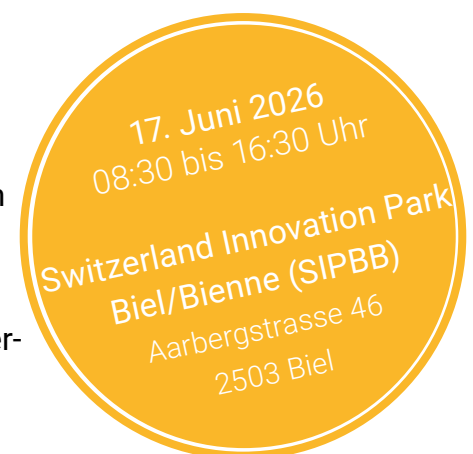 17. Juni 2026
08:30 bis 16:30 Uhr
Switzerland Innovation Park
Biel/Bienne (SIPBB)
Aarbergstrasse 46
2503 Biel
er-